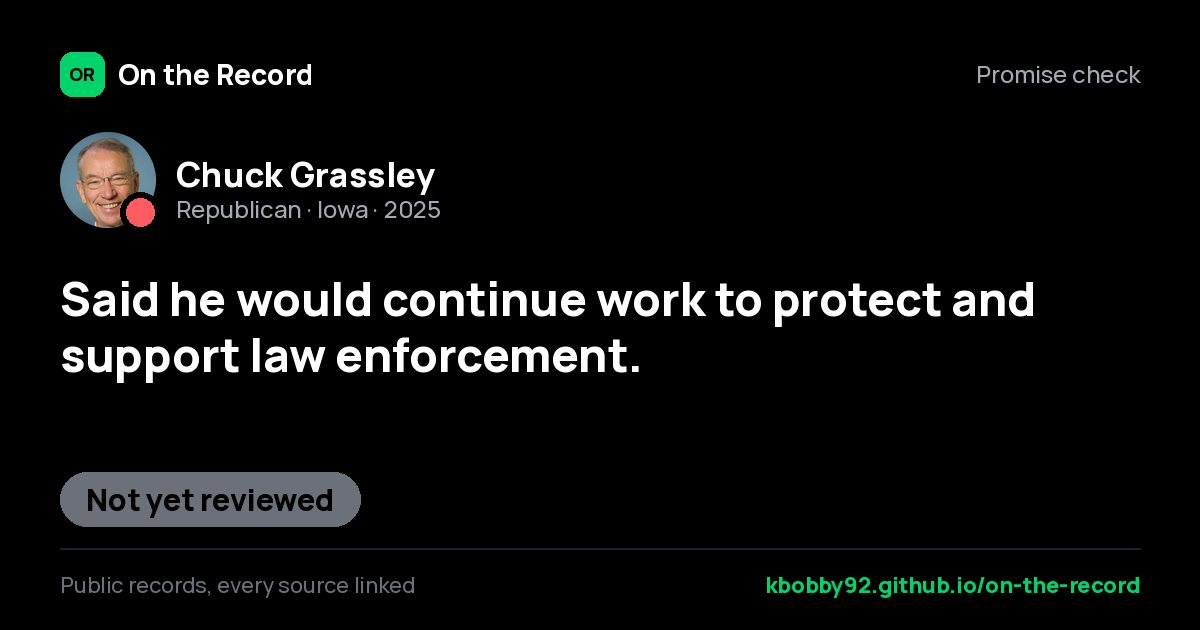 OR
On the Record
Promise check
Chuck Grassley
Republican · Iowa · 2025
Said he would continue work to protect and
support law enforcement.
Not yet reviewed
Public records, every source linked
kbobby92.github.io/on-the-record